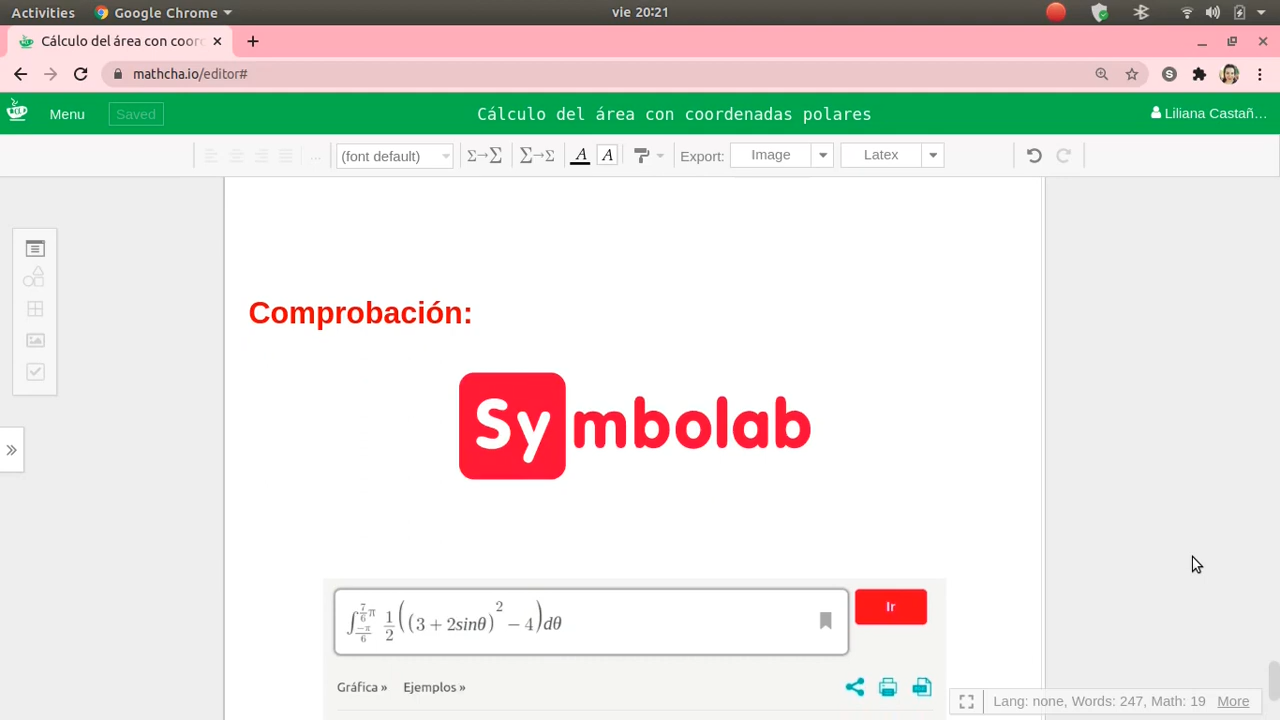 Activities Google Chrome vie 20:21
Cálculo del área con coor
mathcha.io/editor#
Menu Saved Cálculo del área con coordenadas polares Liliana Castañ...
... (font default) Σ→Σ Σ→Σ A A Export: Image Latex
Comprobación:
Symbolab
∫_{-π/6}^{7/6 π} 1/2((3 + 2sinθ)^2 − 4)dθ Ir
Gráfica » Ejemplos »
Lang: none, Words: 247, Math: 19 More